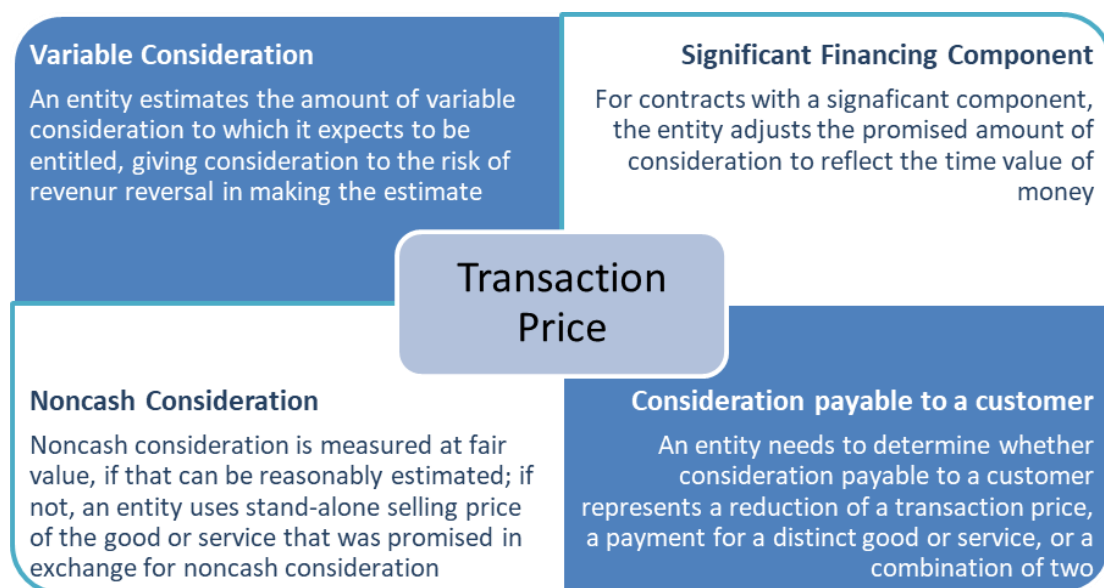 Variable Consideration
An entity estimates the amount of variable
consideration to which it expects to be
entitled, giving consideration to the risk of
revenur reversal in making the estimate
Significant Financing Component
For contracts with a signaficant component,
the entity adjusts the promised amount of
consideration to reflect the time value of
money
Transaction
Price
Noncash Consideration
Noncash consideration is measured at fair
value, if that can be reasonably estimated; if
not, an entity uses stand-alone selling price
of the good or service that was promised in
exchange for noncash consideration
Consideration payable to a customer
An entity needs to determine whether
consideration payable to a customer
represents a reduction of a transaction price,
a payment for a distinct good or service, or a
combination of two